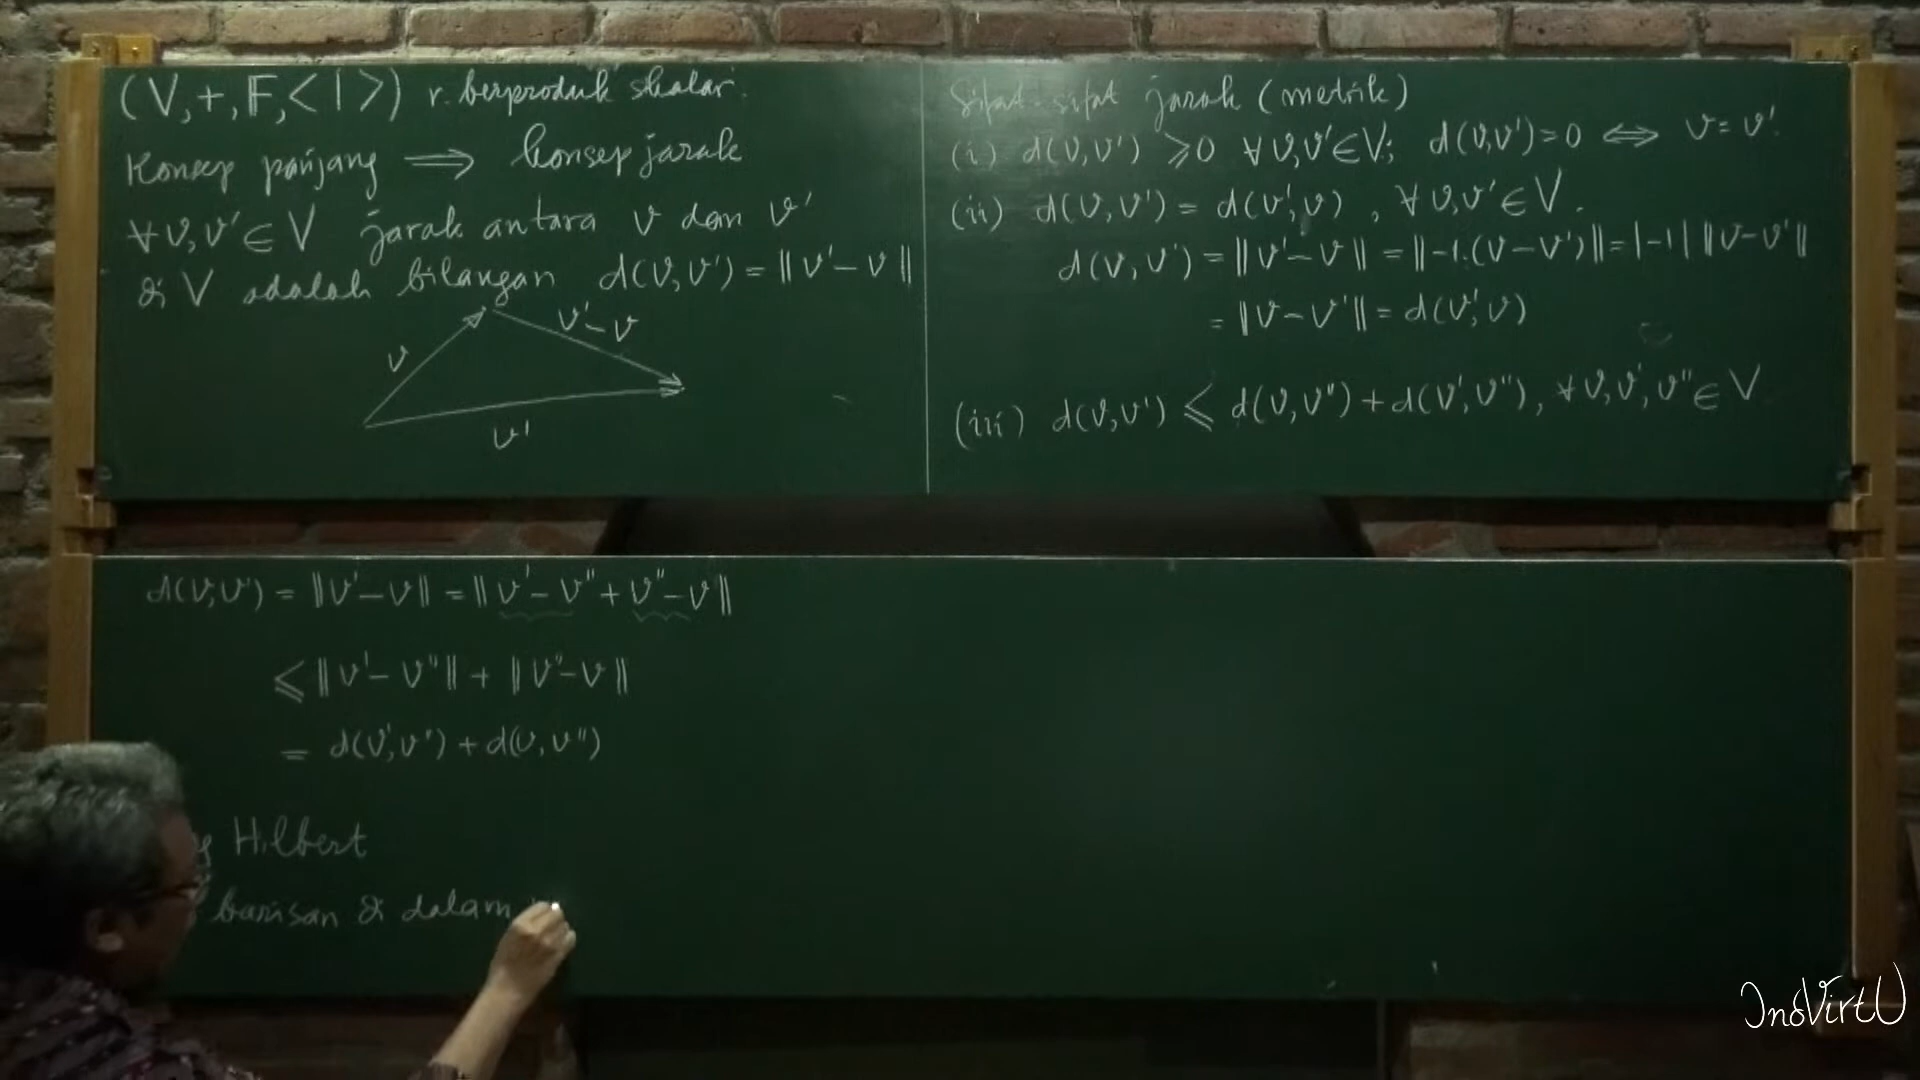 (V,+,F,<|>) r. berproduk skalar.
Konsep panjang ⟹ konsep jarak
∀v,v'∈V jarak antara v dan v'
di V adalah bilangan d(v,v') = ‖v'-v‖
v'-v
v
v'
Sifat-sifat jarak (metrik)
(i) d(v,v') ⩾0 ∀v,v'∈V; d(v,v')=0 ⟺ v=v'.
(ii) d(v,v') = d(v',v) , ∀v,v'∈V.
d(v,v') = ‖v'-v‖ = ‖-1.(v-v')‖ = |-1| ‖v-v'‖
= ‖v-v'‖ = d(v',v)
(iii) d(v,v') ⩽ d(v,v'') + d(v',v''), ∀v,v',v''∈V
d(v,v') = ‖v'-v‖ = ‖v'-v''+v''-v‖
⩽ ‖v'-v''‖ + ‖v''-v‖
= d(v',v'') + d(v,v'')
Hilbert
barisan di dalam
InoVirtU